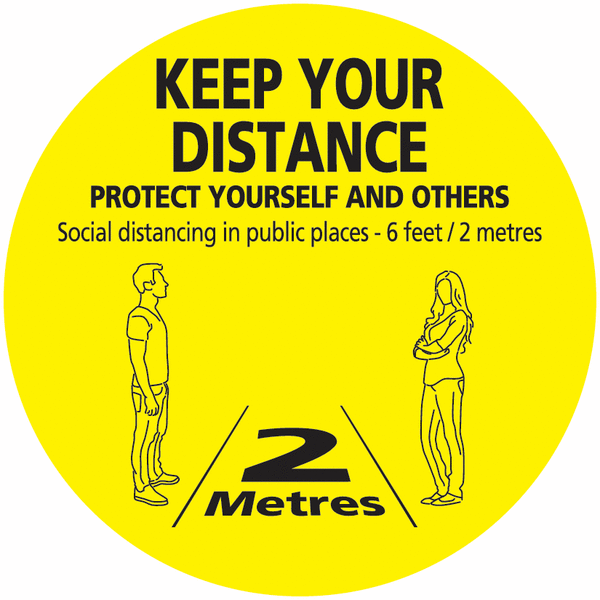 KEEP YOUR
DISTANCE
PROTECT YOURSELF AND OTHERS
Social distancing in public places - 6 feet / 2 metres
2
Metres